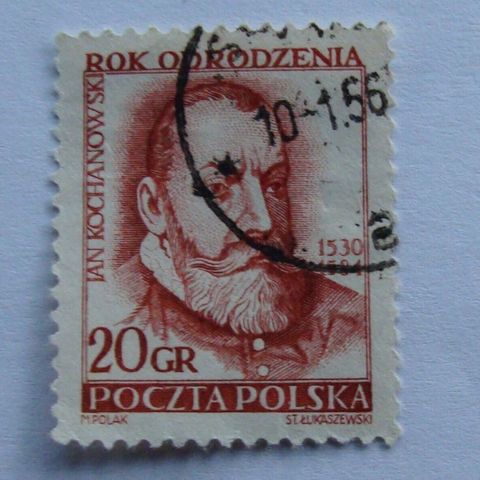 ROK ODRODZENIA
JAN KOCHANOWSKI
10-1.56
1530
1584
20 GR
POCZTA POLSKA
M. POLAK
ST. ŁUKASZEWSKI